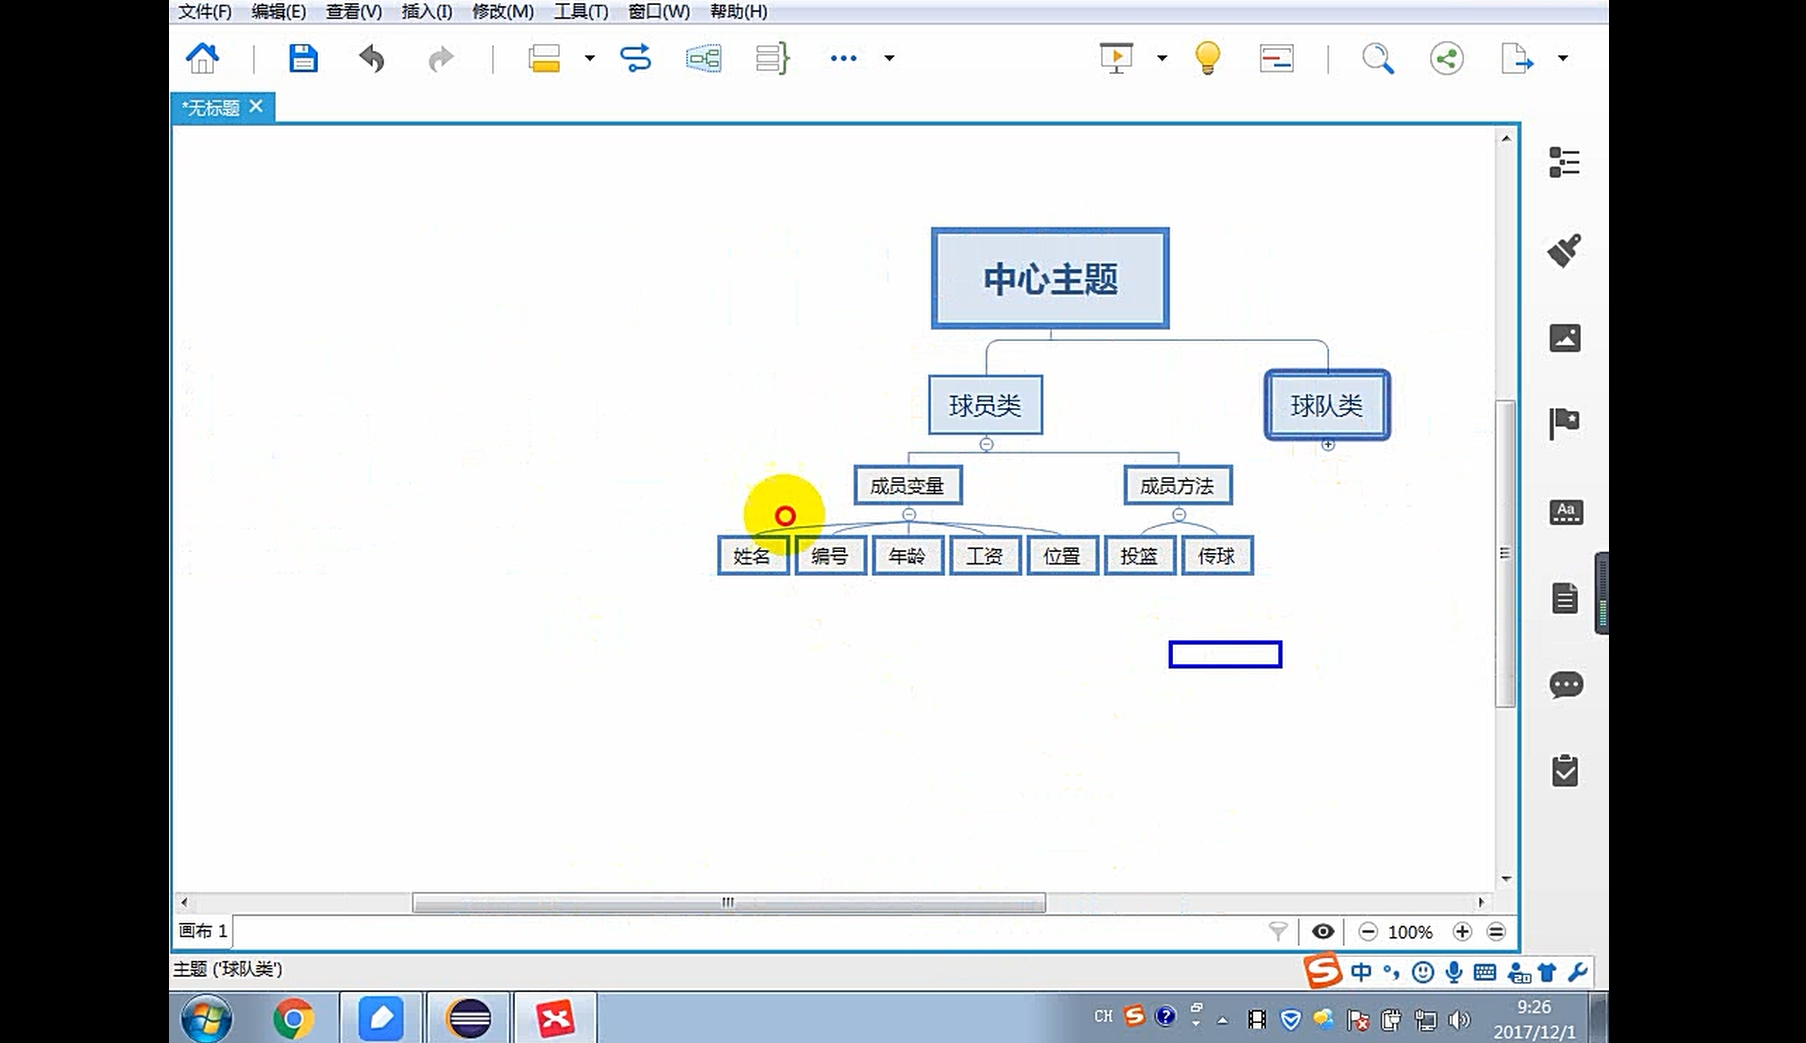 文件(F) 编辑(E) 查看(V) 插入(I) 修改(M) 工具(T) 窗口(W) 帮助(H)
*无标题
中心主题
球员类 球队类
成员变量 成员方法
姓名 编号 年龄 工资 位置 投篮 传球
Aa
画布 1
100%
主题 ('球队类')
中
CH
9:26
2017/12/1